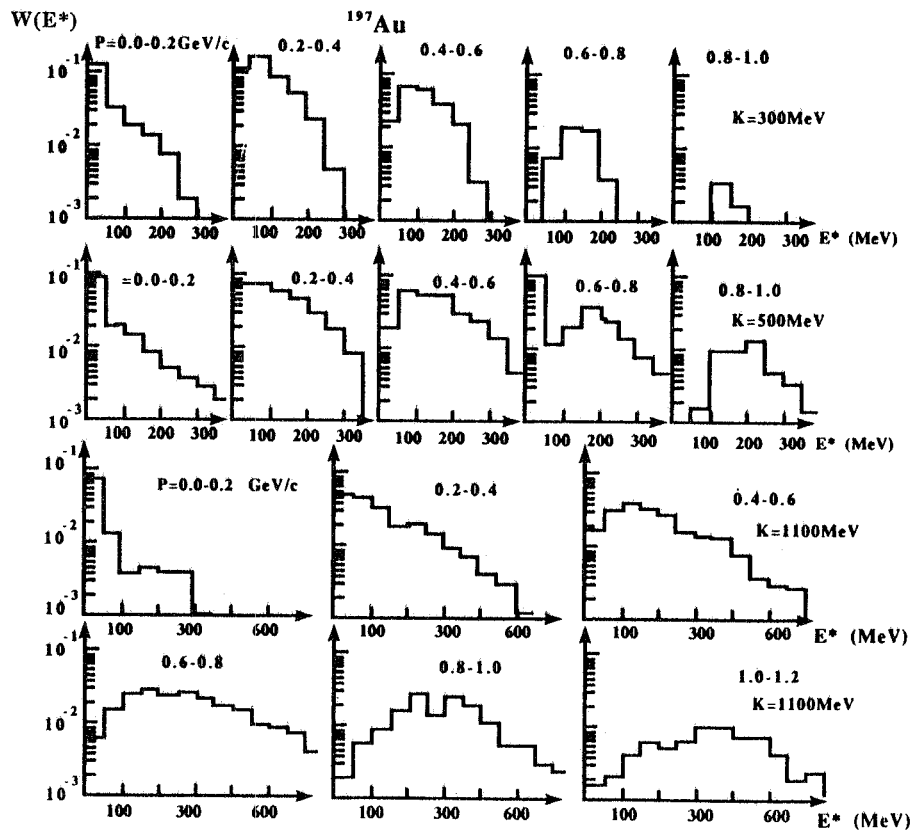 W(E*) ¹⁹⁷Au
P=0.0-0.2GeV/c 0.2-0.4 0.4-0.6 0.6-0.8 0.8-1.0
10⁻¹
K=300MeV
10⁻²
10⁻³
100 200 300 100 200 300 100 200 300 100 200 300 100 200 300 E* (MeV)
10⁻¹ =0.0-0.2 0.2-0.4 0.4-0.6 0.6-0.8 0.8-1.0
K=500MeV
10⁻²
10⁻³
100 200 300 100 200 300 100 200 300 100 200 300 100 200 300 E* (MeV)
10⁻¹
P=0.0-0.2 GeV/c 0.2-0.4 0.4-0.6
K=1100MeV
10⁻²
10⁻³
100 300 600 100 300 600 100 300 600 E* (MeV)
10⁻¹ 0.6-0.8 0.8-1.0 1.0-1.2
K=1100MeV
10⁻²
10⁻³
100 300 600 100 300 600 100 300 600 E* (MeV)